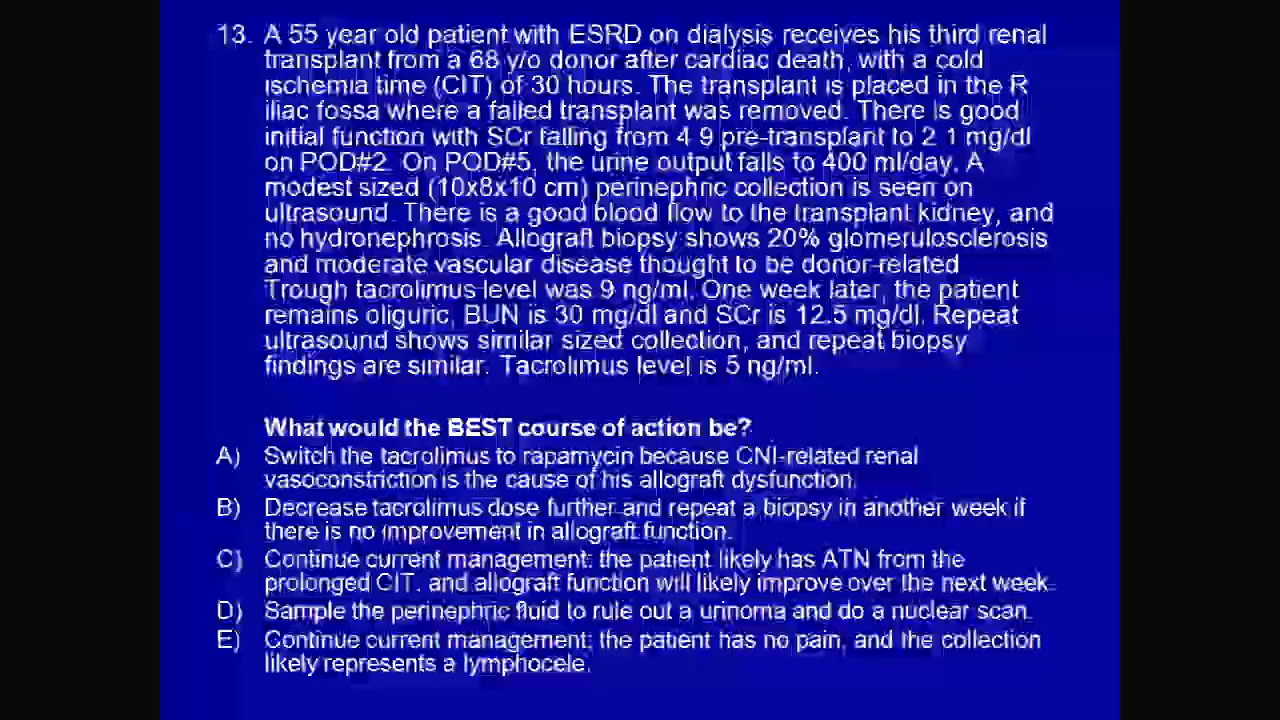 13. A 55 year old patient with ESRD on dialysis receives his third renal
transplant from a 68 y/o donor after cardiac death, with a cold
ischemia time (CIT) of 30 hours. The transplant is placed in the R
iliac fossa where a failed transplant was removed. There is good
initial function with SCr falling from 4.9 pre-transplant to 2.1 mg/dl
on POD#2. On POD#5, the urine output falls to 400 ml/day. A
modest sized (10x8x10 cm) perinephric collection is seen on
ultrasound. There is a good blood flow to the transplant kidney, and
no hydronephrosis. Allograft biopsy shows 20% glomerulosclerosis
and moderate vascular disease thought to be donor-related.
Trough tacrolimus level was 9 ng/ml. One week later, the patient
remains oliguric, BUN is 30 mg/dl and SCr is 12.5 mg/dl. Repeat
ultrasound shows similar sized collection, and repeat biopsy
findings are similar. Tacrolimus level is 5 ng/ml.
What would the BEST course of action be?
A) Switch the tacrolimus to rapamycin because CNI-related renal
vasoconstriction is the cause of his allograft dysfunction.
B) Decrease tacrolimus dose further and repeat a biopsy in another week if
there is no improvement in allograft function.
C) Continue current management: the patient likely has ATN from the
prolonged CIT, and allograft function will likely improve over the next week.
D) Sample the perinephric fluid to rule out a urinoma and do a nuclear scan.
E) Continue current management; the patient has no pain, and the collection
likely represents a lymphocele.